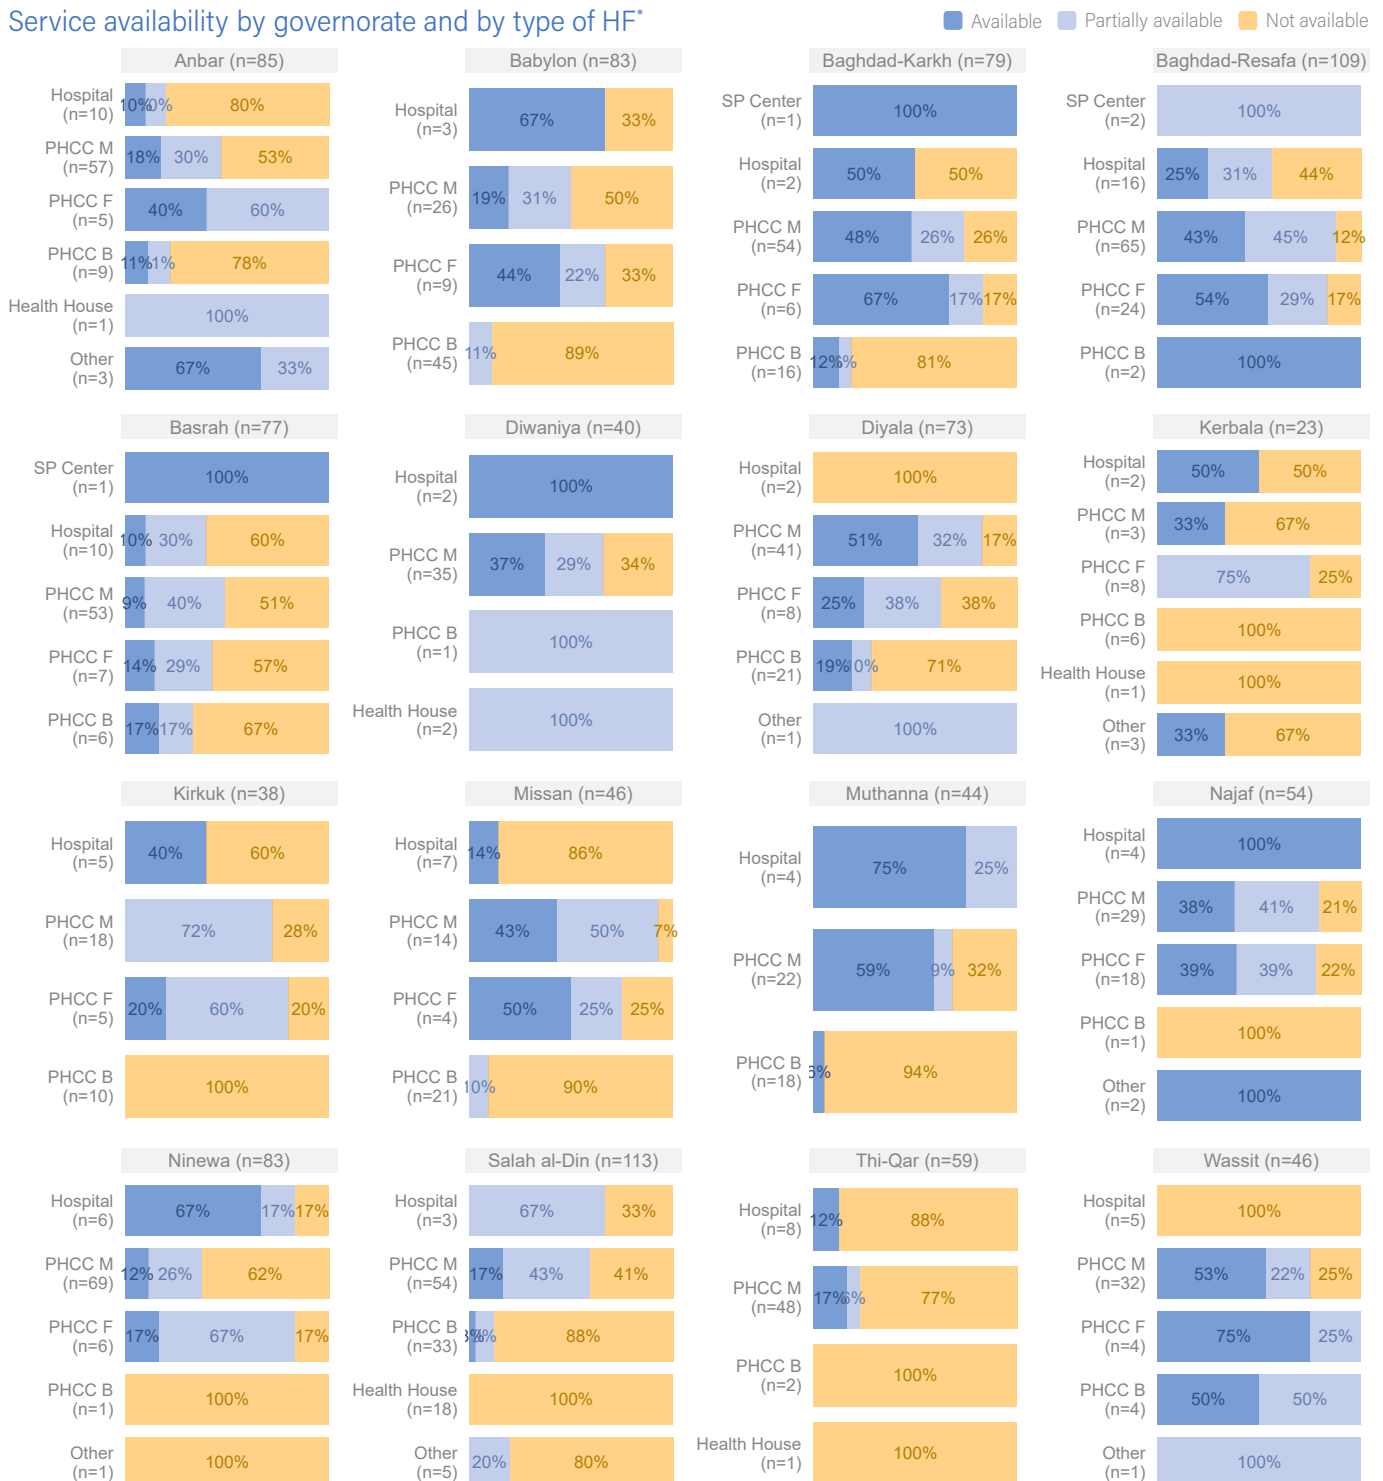 Service availability by governorate and by type of HF*
Available Partially available Not available
Anbar (n=85)
Hospital
(n=10)
10% 10% 80%
PHCC M
(n=57)
18% 30% 53%
PHCC F
(n=5)
40% 60%
PHCC B
(n=9)
11% 11% 78%
Health House
(n=1)
100%
Other
(n=3)
67% 33%
Babylon (n=83)
Hospital
(n=3)
67% 33%
PHCC M
(n=26)
19% 31% 50%
PHCC F
(n=9)
44% 22% 33%
PHCC B
(n=45)
11% 89%
Baghdad-Karkh (n=79)
SP Center
(n=1)
100%
Hospital
(n=2)
50% 50%
PHCC M
(n=54)
48% 26% 26%
PHCC F
(n=6)
67% 17% 17%
PHCC B
(n=16)
12% 6% 81%
Baghdad-Resafa (n=109)
SP Center
(n=2)
100%
Hospital
(n=16)
25% 31% 44%
PHCC M
(n=65)
43% 45% 12%
PHCC F
(n=24)
54% 29% 17%
PHCC B
(n=2)
100%
Basrah (n=77)
SP Center
(n=1)
100%
Hospital
(n=10)
10% 30% 60%
PHCC M
(n=53)
9% 40% 51%
PHCC F
(n=7)
14% 29% 57%
PHCC B
(n=6)
17% 17% 67%
Diwaniya (n=40)
Hospital
(n=2)
100%
PHCC M
(n=35)
37% 29% 34%
PHCC B
(n=1)
100%
Health House
(n=2)
100%
Diyala (n=73)
Hospital
(n=2)
100%
PHCC M
(n=41)
51% 32% 17%
PHCC F
(n=8)
25% 38% 38%
PHCC B
(n=21)
19% 10% 71%
Other
(n=1)
100%
Kerbala (n=23)
Hospital
(n=2)
50% 50%
PHCC M
(n=3)
33% 67%
PHCC F
(n=8)
75% 25%
PHCC B
(n=6)
100%
Health House
(n=1)
100%
Other
(n=3)
33% 67%
Kirkuk (n=38)
Hospital
(n=5)
40% 60%
PHCC M
(n=18)
72% 28%
PHCC F
(n=5)
20% 60% 20%
PHCC B
(n=10)
100%
Missan (n=46)
Hospital
(n=7)
14% 86%
PHCC M
(n=14)
43% 50% 7%
PHCC F
(n=4)
50% 25% 25%
PHCC B
(n=21)
10% 90%
Muthanna (n=44)
Hospital
(n=4)
75% 25%
PHCC M
(n=22)
59% 9% 32%
PHCC B
(n=18)
6% 94%
Najaf (n=54)
Hospital
(n=4)
100%
PHCC M
(n=29)
38% 41% 21%
PHCC F
(n=18)
39% 39% 22%
PHCC B
(n=1)
100%
Other
(n=2)
100%
Ninewa (n=83)
Hospital
(n=6)
67% 17% 17%
PHCC M
(n=69)
12% 26% 62%
PHCC F
(n=6)
17% 67% 17%
PHCC B
(n=1)
100%
Other
(n=1)
100%
Salah al-Din (n=113)
Hospital
(n=3)
67% 33%
PHCC M
(n=54)
17% 43% 41%
PHCC B
(n=33)
3% 88%
Health House
(n=18)
100%
Other
(n=5)
20% 80%
Thi-Qar (n=59)
Hospital
(n=8)
12% 88%
PHCC M
(n=48)
17% 6% 77%
PHCC B
(n=2)
100%
Health House
(n=1)
100%
Wassit (n=46)
Hospital
(n=5)
100%
PHCC M
(n=32)
53% 22% 25%
PHCC F
(n=4)
75% 25%
PHCC B
(n=4)
50% 50%
Other
(n=1)
100%